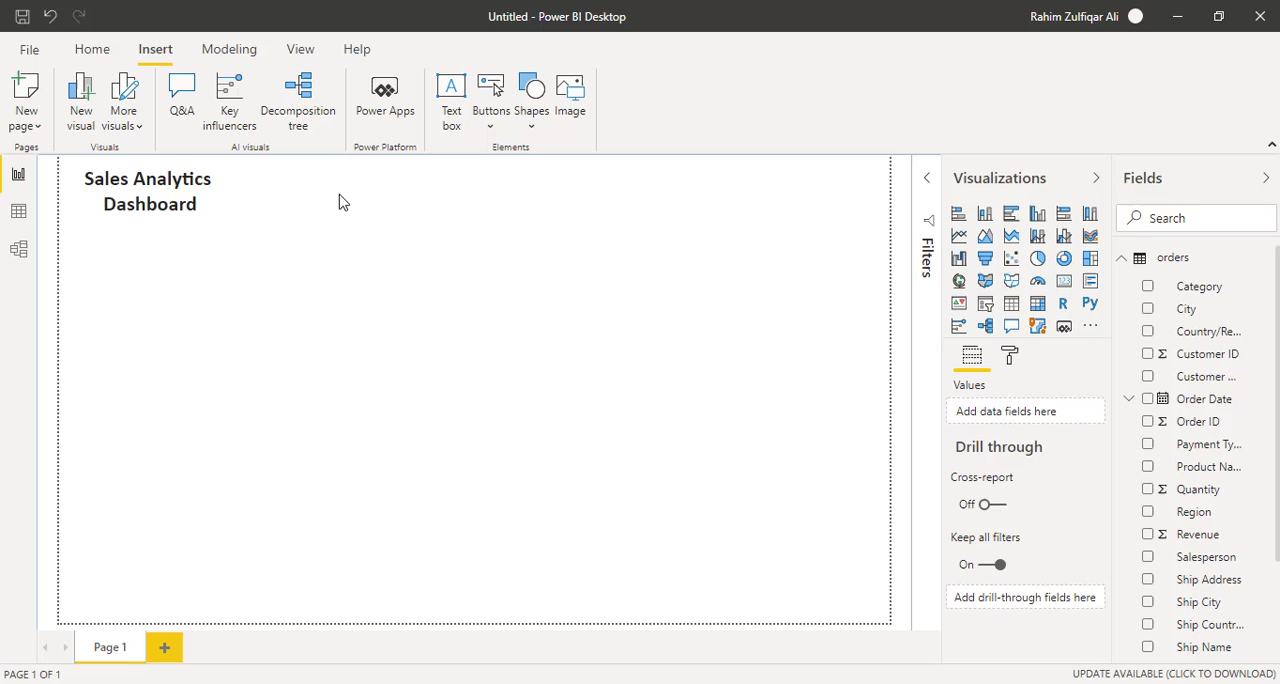 Untitled - Power BI Desktop
Rahim Zulfiqar Ali
File Home Insert Modeling View Help
New page
New visual
More visuals
Q&A
Key influencers
Decomposition tree
Power Apps
Text box
Buttons
Shapes
Image
Pages
Visuals
AI visuals
Power Platform
Elements
Sales Analytics
Dashboard
Filters
Visualizations
R
Py
Values
Add data fields here
Drill through
Cross-report
Off
Keep all filters
On
Add drill-through fields here
Fields
Search
orders
Category
City
Country/Re...
Customer ID
Customer ...
Order Date
Order ID
Payment Ty...
Product Na...
Quantity
Region
Revenue
Salesperson
Ship Address
Ship City
Ship Countr...
Ship Name
Page 1
PAGE 1 OF 1
UPDATE AVAILABLE (CLICK TO DOWNLOAD)